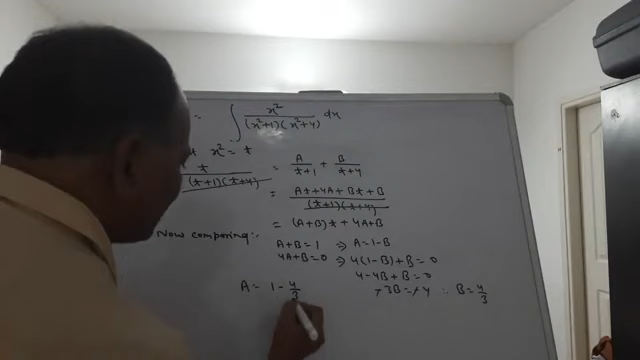 = ∫ x²/((x²+1)(x²+4)) dx
x² = t
t/((t+1)(t+4)) = A/(t+1) + B/(t+4)
= (At+4A+Bt+B)/((t+1)(t+4))
= (A+B)t + 4A+B
Now comparing:-
A+B=1 ⇒ A=1-B
4A+B=0 ⇒ 4(1-B)+B=0
4-4B+B=0
-3B=-4 ∴ B=4/3
A= 1-4/3